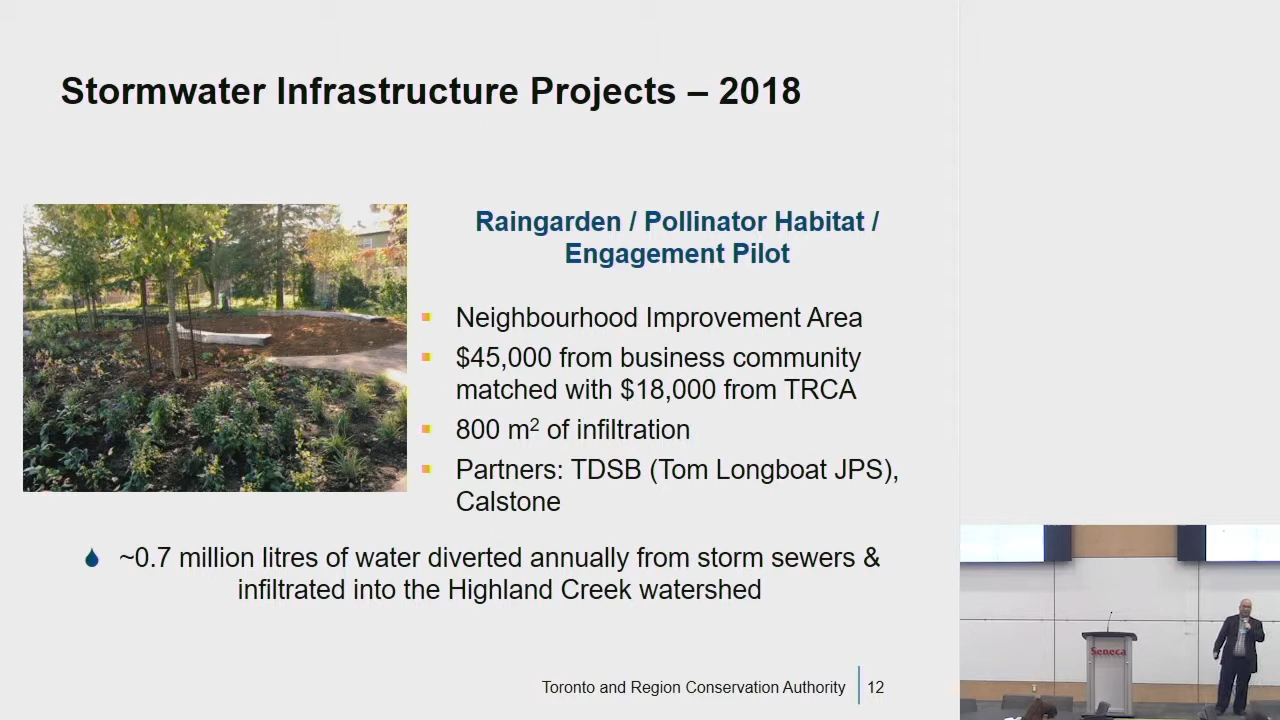 Stormwater Infrastructure Projects – 2018
Raingarden / Pollinator Habitat /
Engagement Pilot
Neighbourhood Improvement Area
$45,000 from business community
matched with $18,000 from TRCA
800 m² of infiltration
Partners: TDSB (Tom Longboat JPS),
Calstone
~0.7 million litres of water diverted annually from storm sewers &
infiltrated into the Highland Creek watershed
Toronto and Region Conservation Authority 12
Seneca